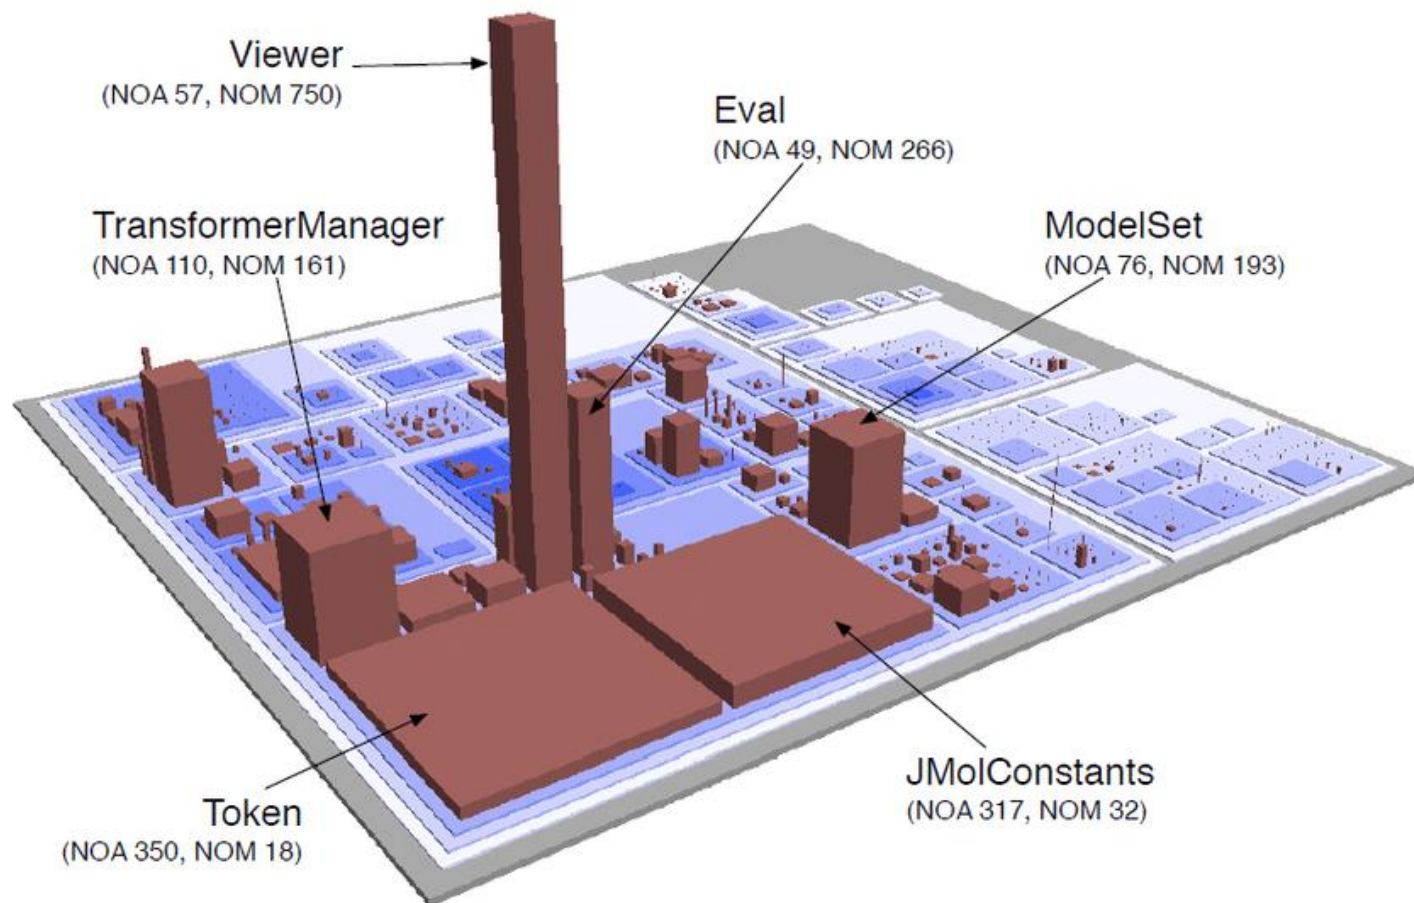 Viewer
(NOA 57, NOM 750)
Eval
(NOA 49, NOM 266)
TransformerManager
(NOA 110, NOM 161)
ModelSet
(NOA 76, NOM 193)
JMolConstants
(NOA 317, NOM 32)
Token
(NOA 350, NOM 18)